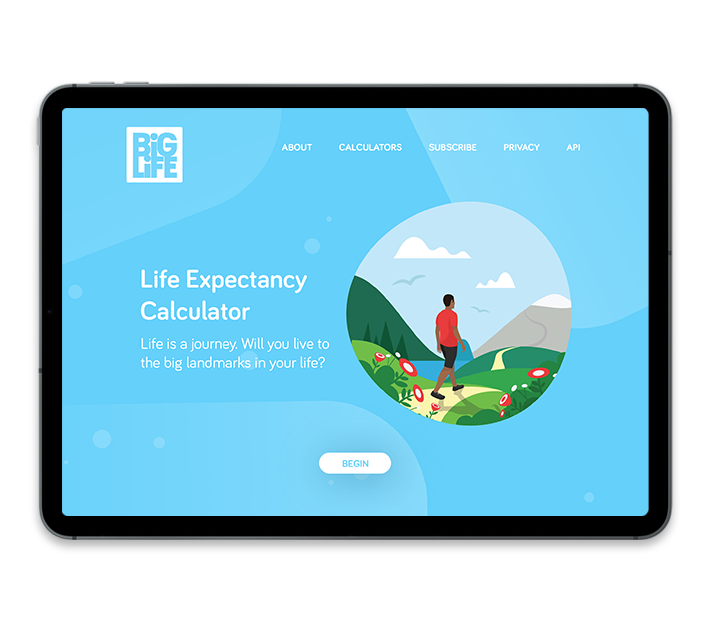 BiG
LiFE
ABOUT CALCULATORS SUBSCRIBE PRIVACY API
Life Expectancy
Calculator
Life is a journey. Will you live to
the big landmarks in your life?
BEGIN